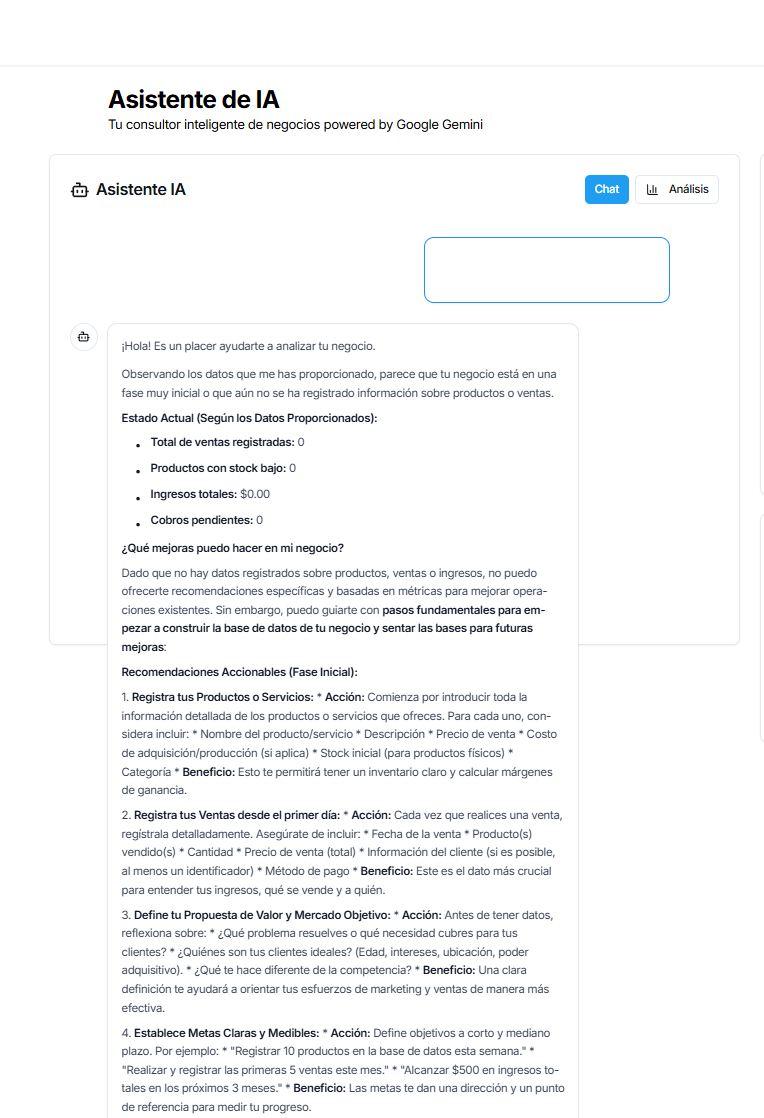 Asistente de IA
Tu consultor inteligente de negocios powered by Google Gemini
Asistente IA
Chat
Análisis
¡Hola! Es un placer ayudarte a analizar tu negocio.
Observando los datos que me has proporcionado, parece que tu negocio está en una
fase muy inicial o que aún no se ha registrado información sobre productos o ventas.
Estado Actual (Según los Datos Proporcionados):
• Total de ventas registradas: 0
• Productos con stock bajo: 0
• Ingresos totales: $0.00
• Cobros pendientes: 0
¿Qué mejoras puedo hacer en mi negocio?
Dado que no hay datos registrados sobre productos, ventas o ingresos, no puedo
ofrecerte recomendaciones específicas y basadas en métricas para mejorar opera-
ciones existentes. Sin embargo, puedo guiarte con pasos fundamentales para em-
pezar a construir la base de datos de tu negocio y sentar las bases para futuras
mejoras:
Recomendaciones Accionables (Fase Inicial):
1. Registra tus Productos o Servicios: * Acción: Comienza por introducir toda la
información detallada de los productos o servicios que ofreces. Para cada uno, con-
sidera incluir: * Nombre del producto/servicio * Descripción * Precio de venta * Costo
de adquisición/producción (si aplica) * Stock inicial (para productos físicos) *
Categoría * Beneficio: Esto te permitirá tener un inventario claro y calcular márgenes
de ganancia.
2. Registra tus Ventas desde el primer día: * Acción: Cada vez que realices una venta,
regístrala detalladamente. Asegúrate de incluir: * Fecha de la venta * Producto(s)
vendido(s) * Cantidad * Precio de venta (total) * Información del cliente (si es posible,
al menos un identificador) * Método de pago * Beneficio: Este es el dato más crucial
para entender tus ingresos, qué se vende y a quién.
3. Define tu Propuesta de Valor y Mercado Objetivo: * Acción: Antes de tener datos,
reflexiona sobre: * ¿Qué problema resuelves o qué necesidad cubres para tus
clientes? * ¿Quiénes son tus clientes ideales? (Edad, intereses, ubicación, poder
adquisitivo). * ¿Qué te hace diferente de la competencia? * Beneficio: Una clara
definición te ayudará a orientar tus esfuerzos de marketing y ventas de manera más
efectiva.
4. Establece Metas Claras y Medibles: * Acción: Define objetivos a corto y mediano
plazo. Por ejemplo: * "Registrar 10 productos en la base de datos esta semana." *
"Realizar y registrar las primeras 5 ventas este mes." * "Alcanzar $500 en ingresos to-
tales en los próximos 3 meses." * Beneficio: Las metas te dan una dirección y un punto
de referencia para medir tu progreso.